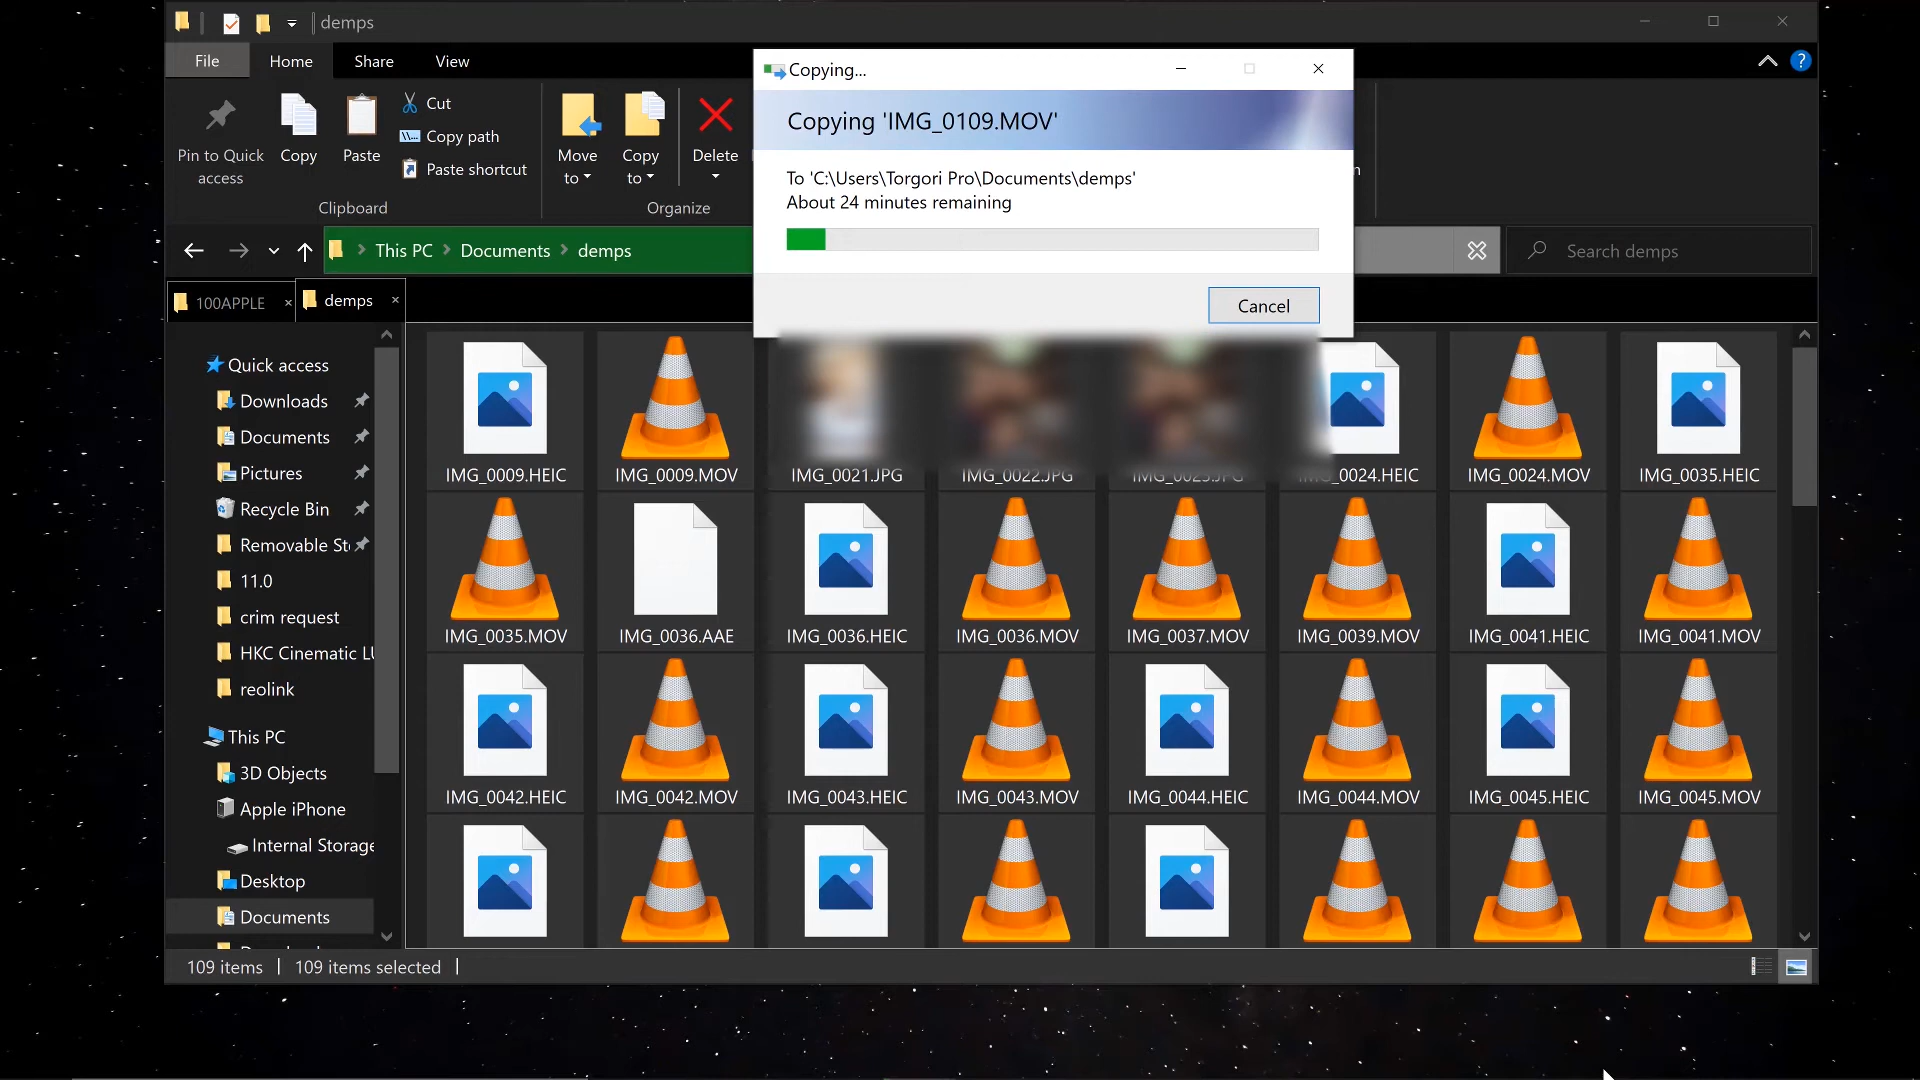 demps
File Home Share View
Copying...
Copying 'IMG_0109.MOV'
To 'C:\Users\Torgori Pro\Documents\demps'
About 24 minutes remaining
Cancel
Pin to Quick access
Copy
Paste
Cut
Copy path
Paste shortcut
Clipboard
Move to
Copy to
Delete
Organize
This PC Documents demps
Search demps
100APPLE demps
Quick access
Downloads
Documents
Pictures
Recycle Bin
Removable St
11.0
crim request
HKC Cinematic LU
reolink
This PC
3D Objects
Apple iPhone
Internal Storage
Desktop
Documents
IMG_0009.HEIC IMG_0009.MOV IMG_0021.JPG IMG_0022.JPG IMG_0023.JPG IMG_0024.HEIC IMG_0024.MOV IMG_0035.HEIC
IMG_0035.MOV IMG_0036.AAE IMG_0036.HEIC IMG_0036.MOV IMG_0037.MOV IMG_0039.MOV IMG_0041.HEIC IMG_0041.MOV
IMG_0042.HEIC IMG_0042.MOV IMG_0043.HEIC IMG_0043.MOV IMG_0044.HEIC IMG_0044.MOV IMG_0045.HEIC IMG_0045.MOV
109 items 109 items selected